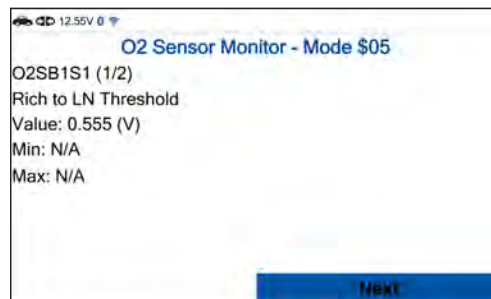 12.55V 0
O2 Sensor Monitor - Mode $05
O2SB1S1 (1/2)
Rich to LN Threshold
Value: 0.555 (V)
Min: N/A
Max: N/A
Next